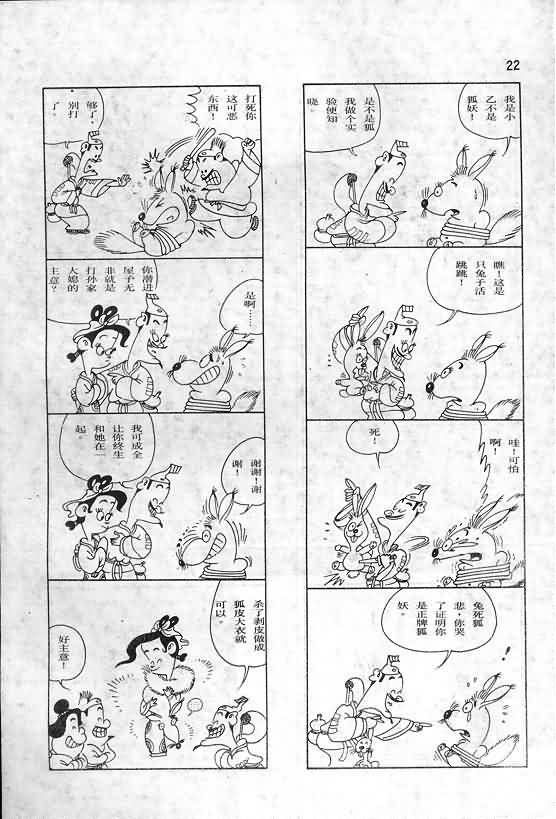 22
我是小
乙不是
狐妖！
是不是狐
我做个实
验便知
晓。
瞧！这是
只兔子活
跳跳！
哇！可怕
啊！
死！
兔死狐
悲，你哭
了证明你
是正牌狐
妖。
！
打死你
这可恶
东西！
够了，
别打
了。
你潜进
屋子无
非就是
打孙家
大媳的
主意？
是啊……
我可成全
让你终生
和她在一
起。
谢谢！谢
谢！
杀了剥皮做成
狐皮大衣就
可以。
好主意！